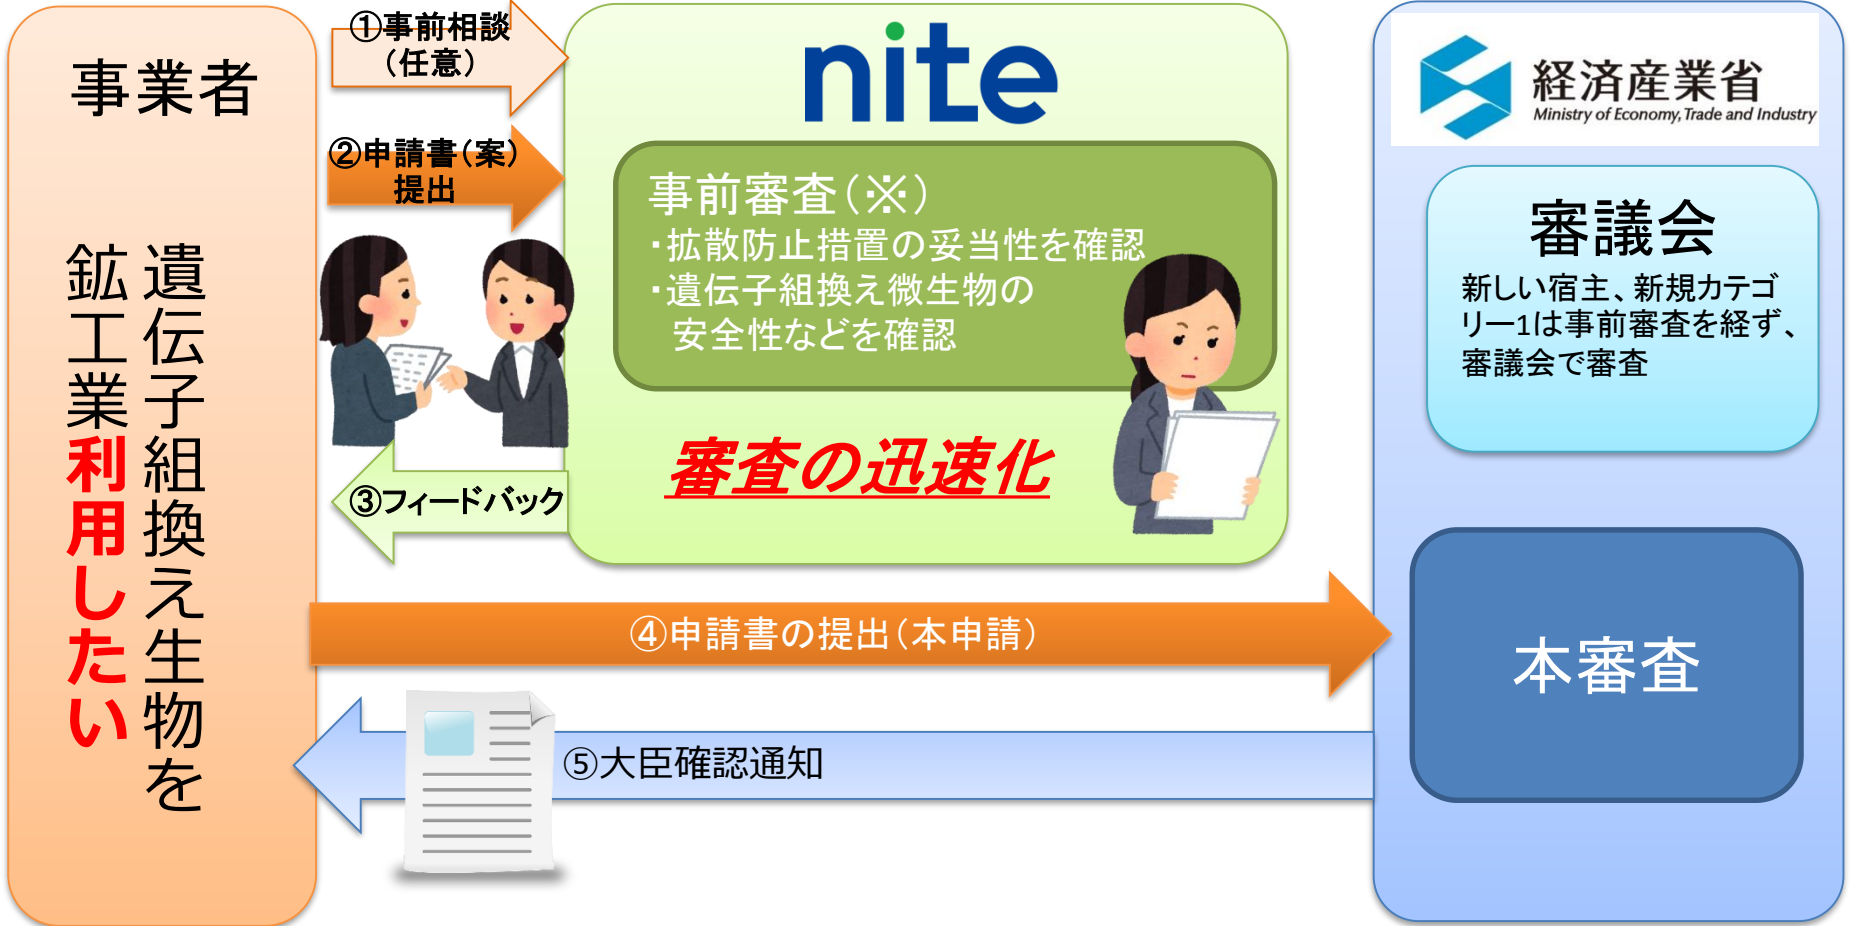 事業者
遺伝子組換え生物を
鉱工業利用したい
①事前相談
（任意）
②申請書（案）
提出
③フィードバック
nite
事前審査（※）
・拡散防止措置の妥当性を確認
・遺伝子組換え微生物の
安全性などを確認
審査の迅速化
経済産業省
Ministry of Economy, Trade and Industry
審議会
新しい宿主、新規カテゴ
リー1は事前審査を経ず、
審議会で審査
④申請書の提出（本申請）
本審査
⑤大臣確認通知